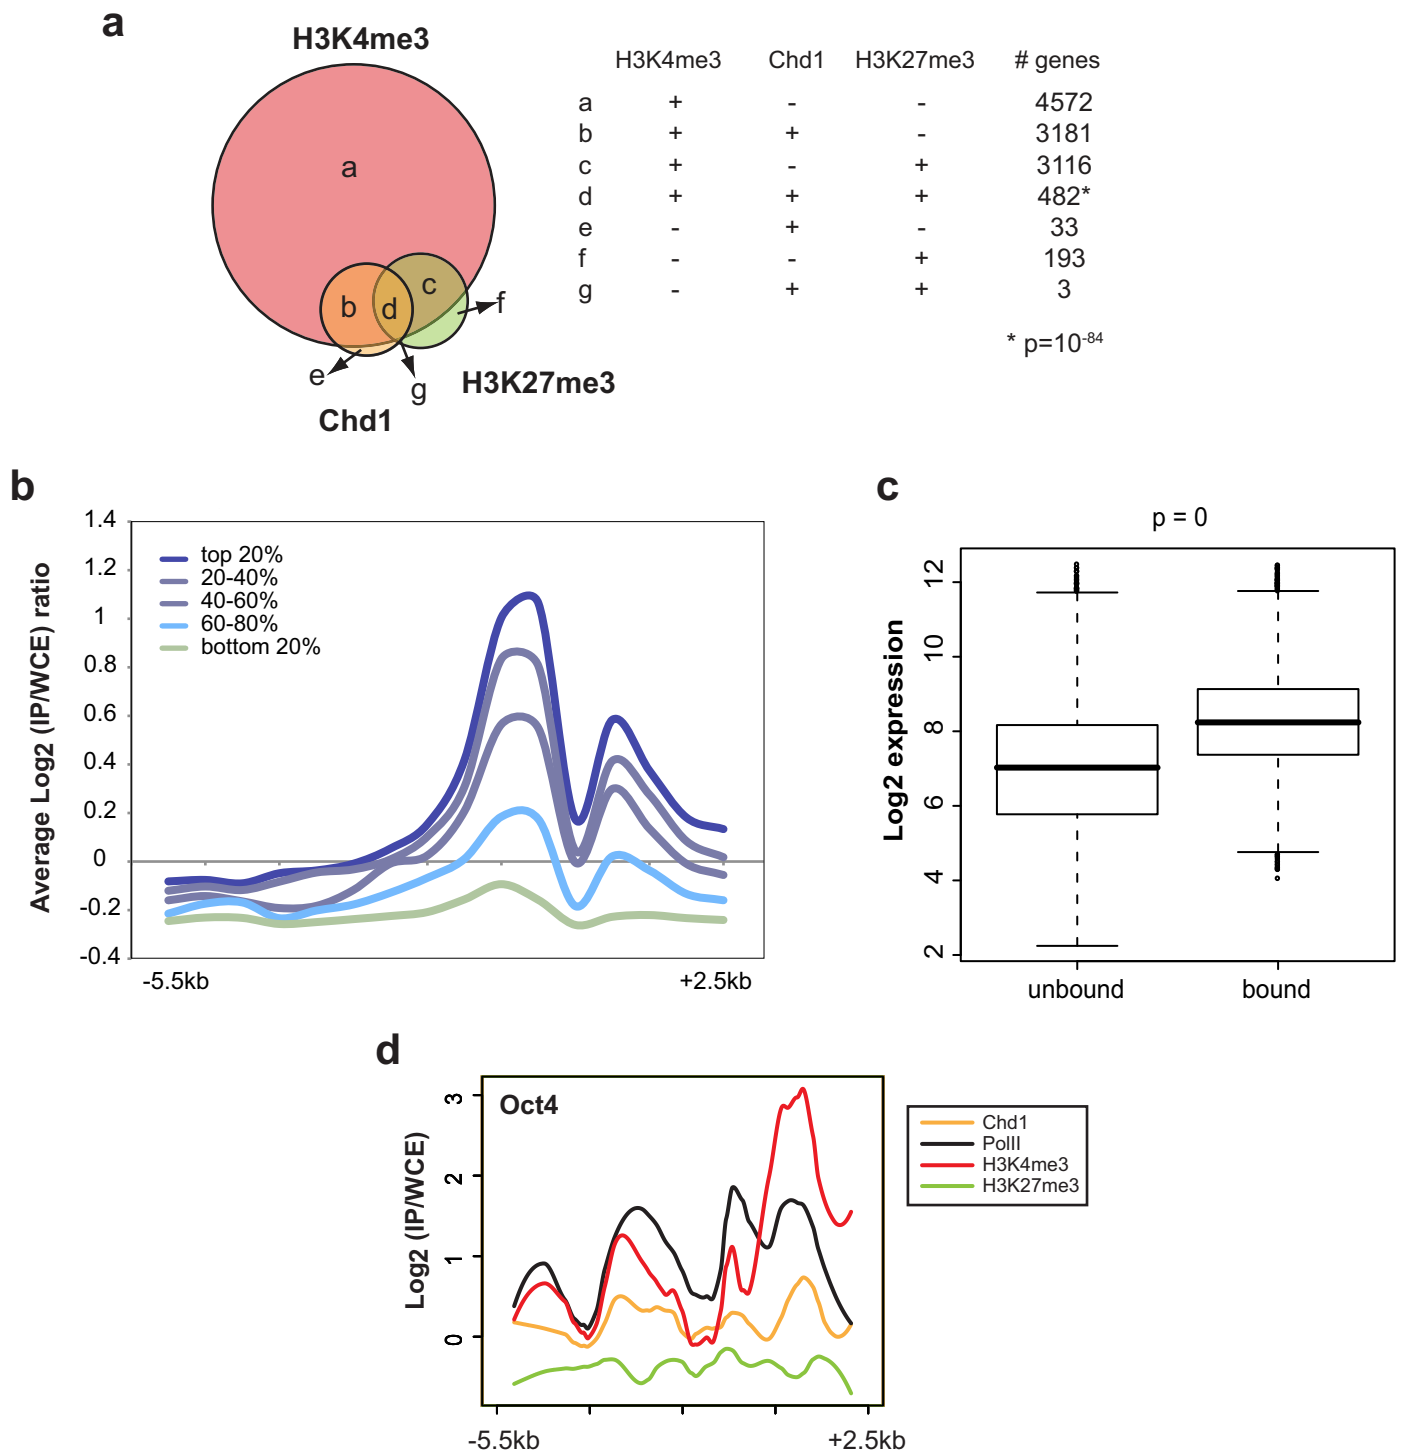 a
H3K4me3
a
b
d
c
f
e
g
H3K27me3
Chd1
H3K4me3 Chd1 H3K27me3 # genes
a + - - 4572
b + + - 3181
c + - + 3116
d + + + 482*
e - + - 33
f - - + 193
g - + + 3
* p=10-84
b
Average Log2 (IP/WCE) ratio
1.4
1.2
1
0.8
0.6
0.4
0.2
0
-0.2
-0.4
top 20%
20-40%
40-60%
60-80%
bottom 20%
-5.5kb +2.5kb
c
p = 0
Log2 expression
12
10
8
6
4
2
unbound bound
d
Oct4
Log2 (IP/WCE)
3
2
1
0
-5.5kb +2.5kb
Chd1
PolII
H3K4me3
H3K27me3